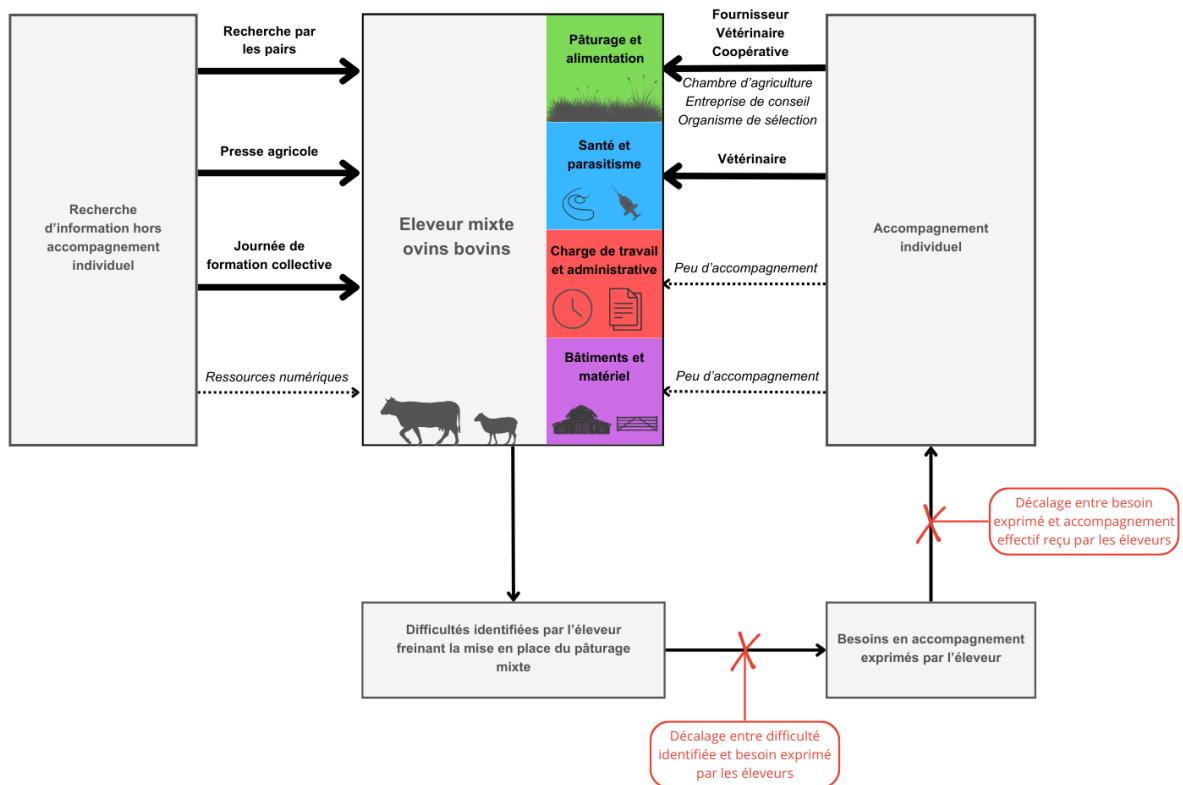 Recherche par
les pairs
Presse agricole
Journée de
formation collective
Ressources numériques
Recherche
d’information hors
accompagnement
individuel
Eleveur mixte
ovins bovins
Pâturage et
alimentation
Santé et
parasitisme
Charge de travail
et administrative
Bâtiments et
matériel
Fournisseur
Vétérinaire
Coopérative
Chambre d’agriculture
Entreprise de conseil
Organisme de sélection
Vétérinaire
Peu d’accompagnement
Peu d’accompagnement
Accompagnement
individuel
Décalage entre besoin
exprimé et accompagnement
effectif reçu par les éleveurs
Difficultés identifiées par l’éleveur
freinant la mise en place du pâturage
mixte
Besoins en accompagnement
exprimés par l’éleveur
Décalage entre difficulté
identifiée et besoin exprimé
par les éleveurs